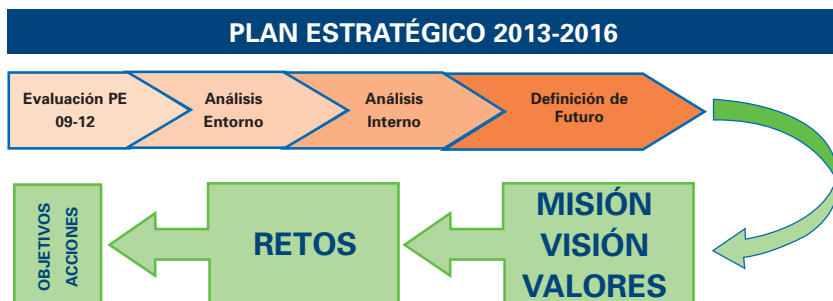 PLAN ESTRATÉGICO 2013-2016
Evaluación PE
09-12
Análisis
Entorno
Análisis
Interno
Definición de
Futuro
MISIÓN
VISIÓN
VALORES
RETOS
OBJETIVOS
ACCIONES